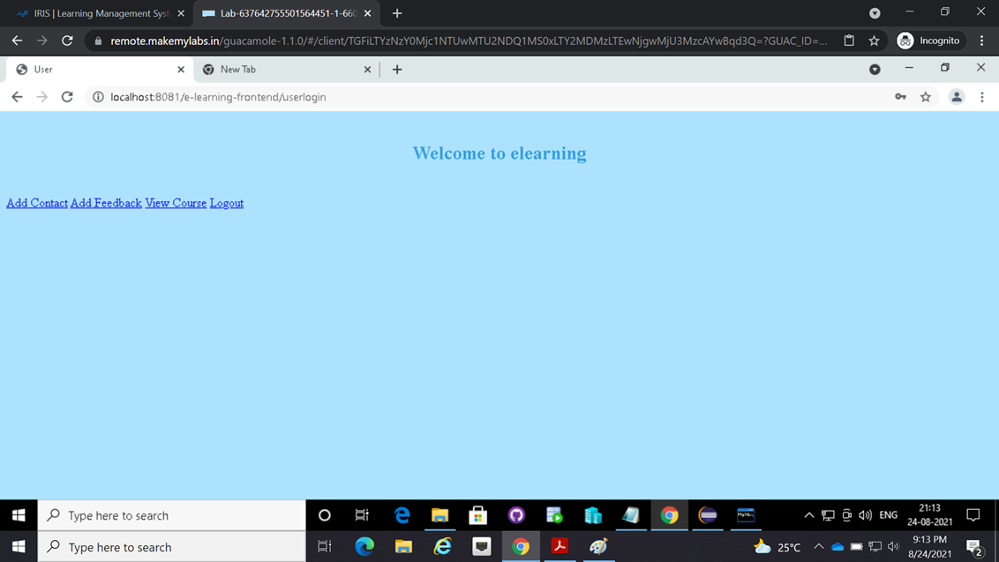 IRIS | Learning Management Syst
Lab-637642755501564451-1-660
remote.makemylabs.in/guacamole-1.1.0/#/client/TGFiLTYzNzY0Mjc1NTUwMTU2NDQ1MS0xLTY2MDMzLTEwNjgwMjU3MzcAYwBqd3Q=?GUAC_ID=...
Incognito
User
New Tab
localhost:8081/e-learning-frontend/userlogin
Welcome to elearning
Add Contact Add Feedback View Course Logout
Type here to search
ENG
21:13
24-08-2021
Type here to search
25°C
9:13 PM
8/24/2021
2